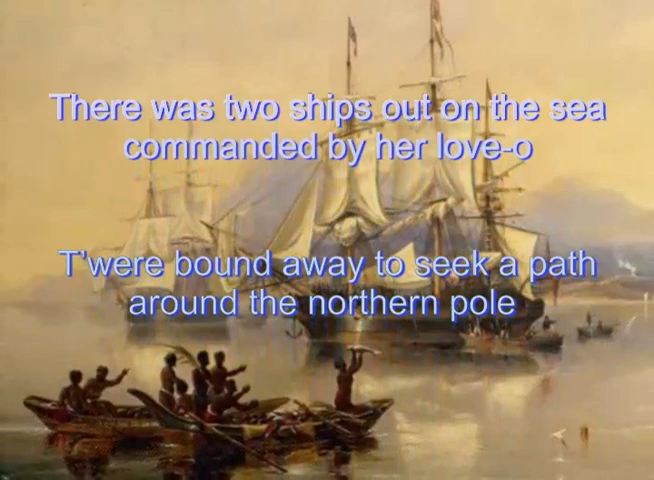 There was two ships out on the sea
commanded by her love-o
T'were bound away to seek a path
around the northern pole